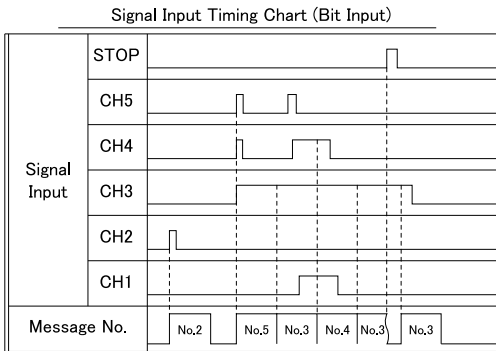 Signal Input Timing Chart (Bit Input)
STOP
CH5
CH4
Signal
Input
CH3
CH2
CH1
Message No.
No.2
No.5
No.3
No.4
No.3
No.3